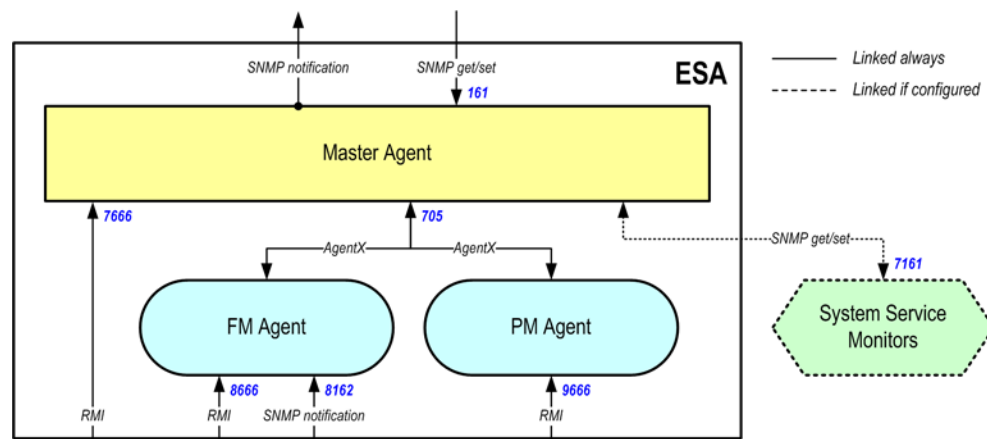 SNMP notification
SNMP get/set
ESA
161
Linked always
Linked if configured
Master Agent
7666
705
AgentX
AgentX
SNMP get/set
7161
FM Agent
PM Agent
System Service
Monitors
8666
8162
9666
RMI
RMI
SNMP notification
RMI